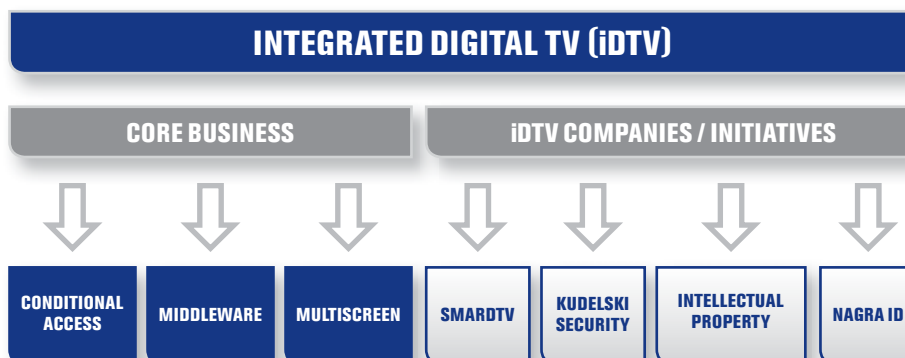 INTEGRATED DIGITAL TV (iDTV)
CORE BUSINESS
iDTV COMPANIES / INITIATIVES
CONDITIONAL
ACCESS
MIDDLEWARE
MULTISCREEN
SMARDTV
KUDELSKI
SECURITY
INTELLECTUAL
PROPERTY
NAGRA ID